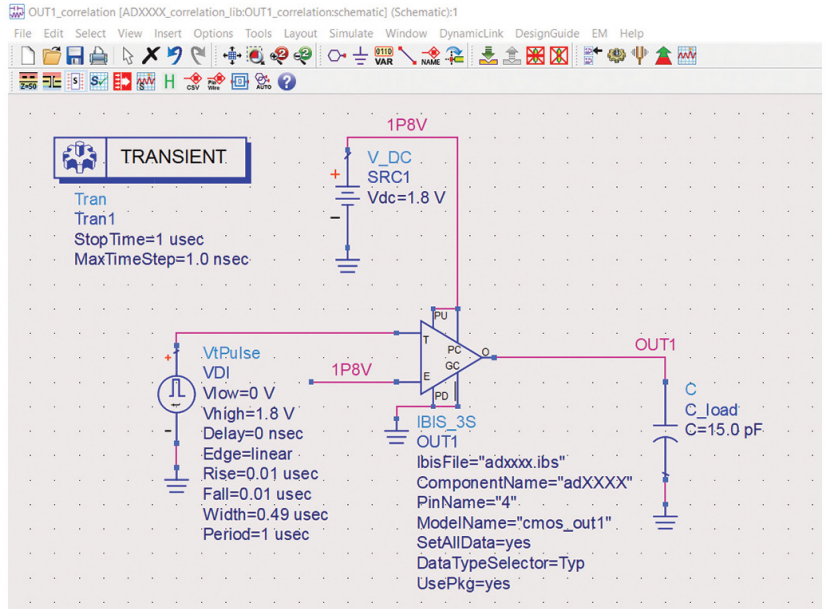 OUT1_correlation [ADXXXX_correlation_lib:OUT1_correlation:schematic] (Schematic):1
File Edit Select View Insert Options Tools Layout Simulate Window DynamicLink DesignGuide EM Help
0110
VAR
NAME
Z=50
S
S
H
CSV
Pin
Wire
AUTO
?
TRANSIENT
Tran
Tran1
StopTime=1 usec
MaxTimeStep=1.0 nsec
1P8V
+
V_DC
SRC1
Vdc=1.8 V
−
+
VtPulse
VDI
Vlow=0 V
Vhigh=1.8 V
Delay=0 nsec
Edge=linear
Rise=0.01 usec
Fall=0.01 usec
Width=0.49 usec
Period=1 usec
−
1P8V
PU
T
PC
O
GC
E
PD
IBIS_3S
OUT1
IbisFile="adxxxx.ibs"
ComponentName="adXXXX"
PinName="4"
ModelName="cmos_out1"
SetAllData=yes
DataTypeSelector=Typ
UsePkg=yes
OUT1
C
C_load
C=15.0 pF